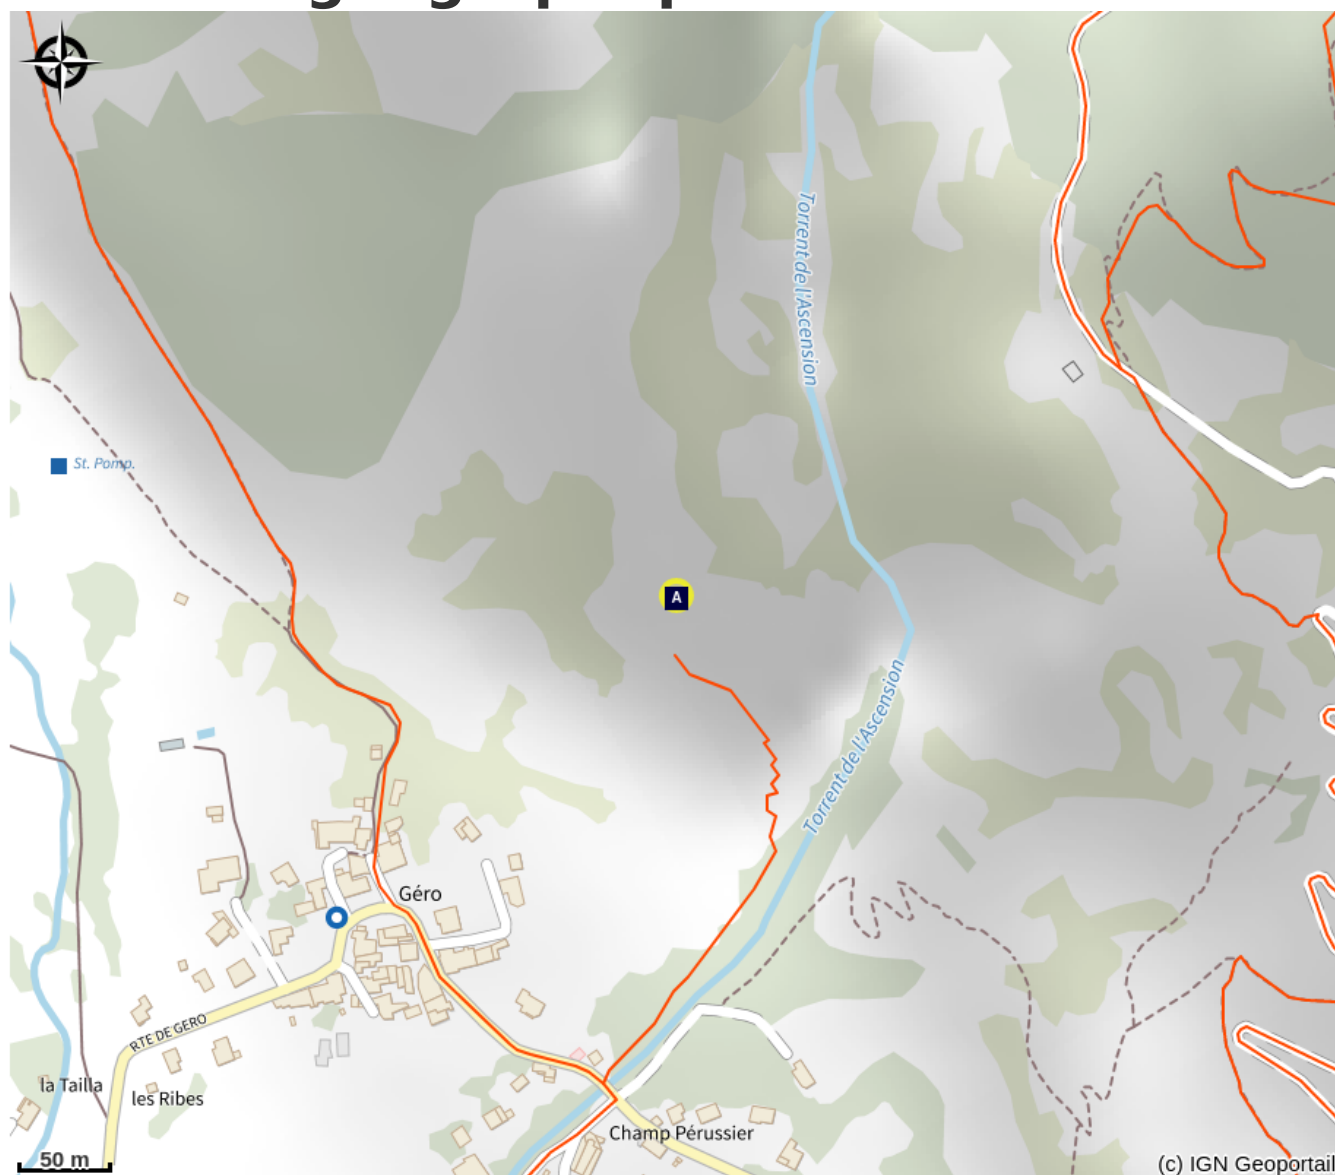 Torrent de l'Ascension
St. Pomp.
A
Torrent de l'Ascension
Géro
RTE DE GERO
la Tailla
les Ribes
Champ Pérussier
50 m
(c) IGN Geoportail